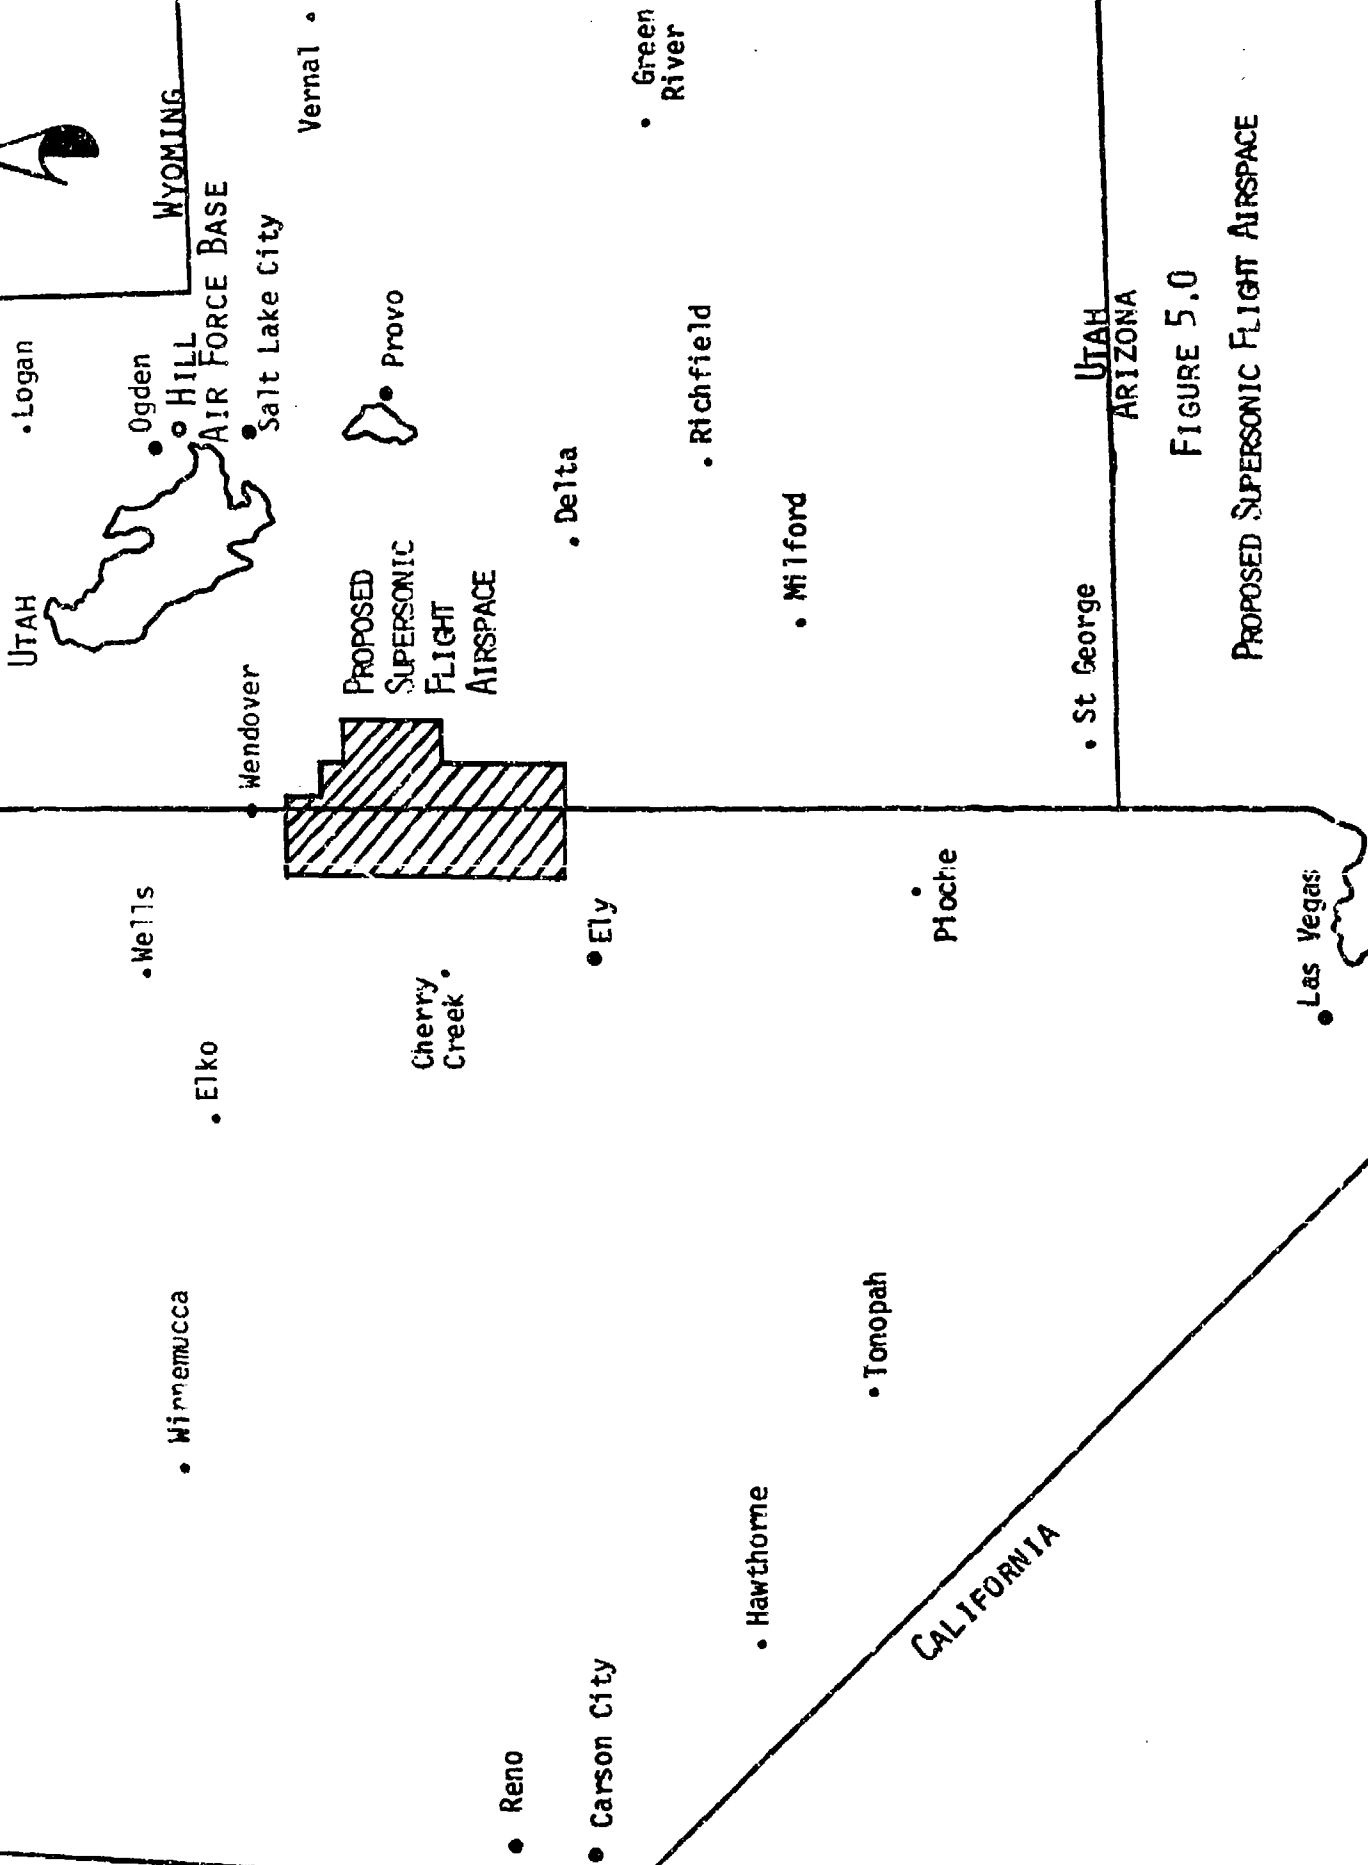 UTAH
Logan
WYOMING
Ogden
HILL
AIR FORCE BASE
Salt Lake City
Vernal
Wells
Wendover
Elko
Winnemucca
Provo
PROPOSED
SUPERSONIC
FLIGHT
AIRSPACE
Cherry
Creek
Ely
Delta
Green
River
Reno
Carson City
Richfield
Milford
Hawthorne
Tonopah
Pioche
St George
UTAH
ARIZONA
CALIFORNIA
Las Vegas
FIGURE 5.0
PROPOSED SUPERSONIC FLIGHT AIRSPACE